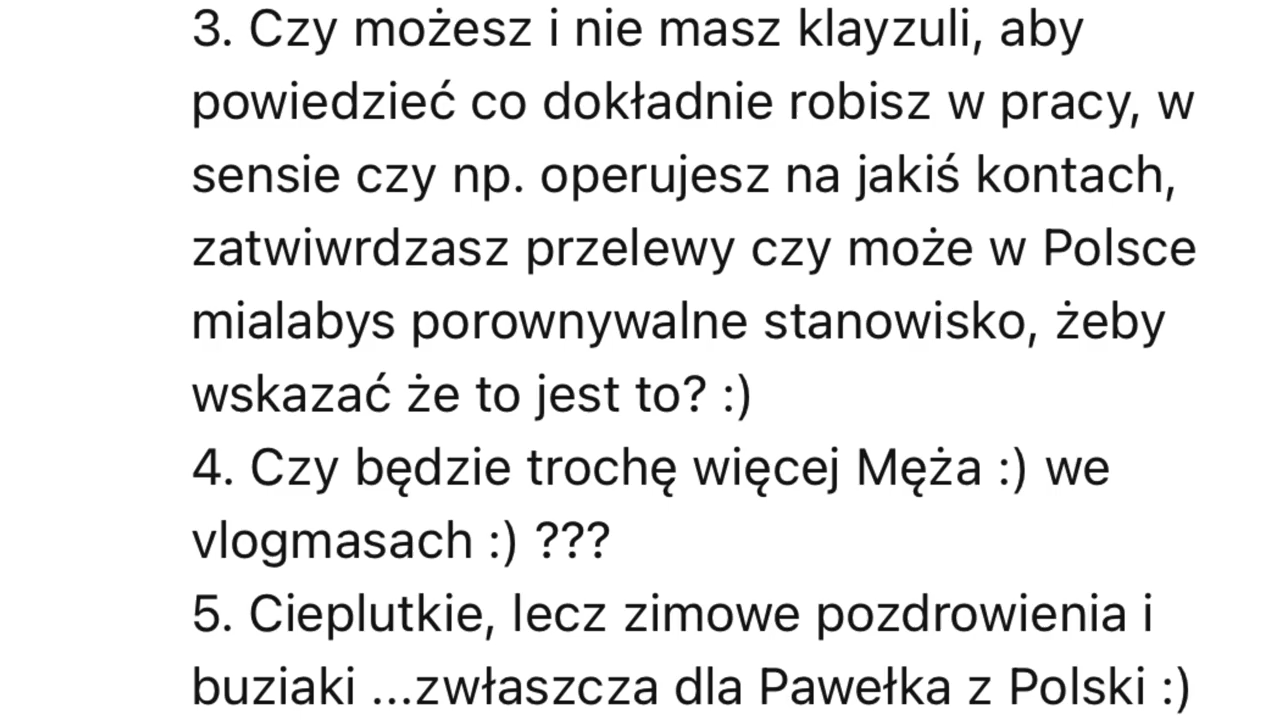 3. Czy możesz i nie masz klayzuli, aby
powiedzieć co dokładnie robisz w pracy, w
sensie czy np. operujesz na jakiś kontach,
zatwiwrdzasz przelewy czy może w Polsce
mialabys porownywalne stanowisko, żeby
wskazać że to jest to? :)
4. Czy będzie trochę więcej Męża :) we
vlogmasach :) ???
5. Cieplutkie, lecz zimowe pozdrowienia i
buziaki ...zwłaszcza dla Pawełka z Polski :)